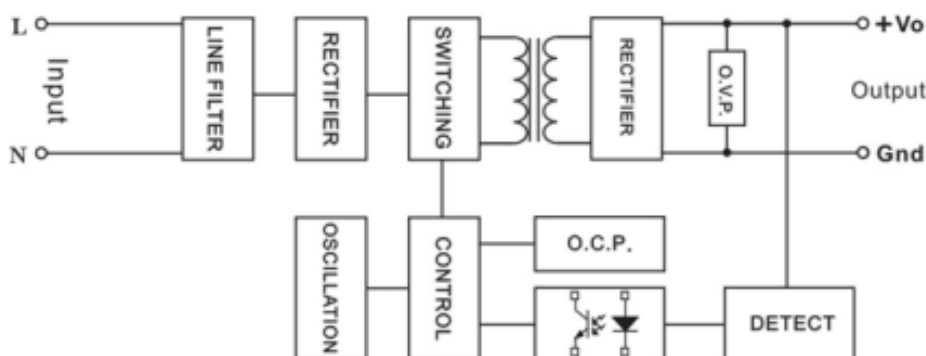 L
Input
N
LINE FILTER
RECTIFIER
SWITCHING
RECTIFIER
O.V.P.
+Vo
Output
Gnd
OSCILLATION
CONTROL
O.C.P.
DETECT